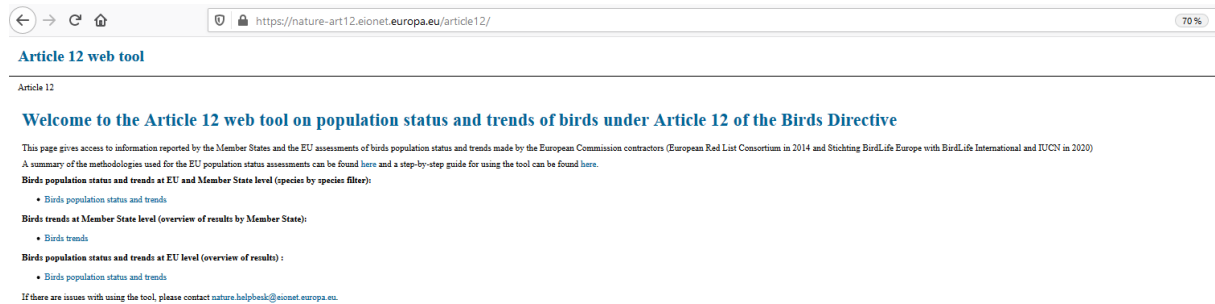 https://nature-art12.eionet.europa.eu/article12/
70%
Article 12 web tool
Article 12
Welcome to the Article 12 web tool on population status and trends of birds under Article 12 of the Birds Directive
This page gives access to information reported by the Member States and the EU assessments of birds population status and trends made by the European Commission contractors (European Red List Consortium in 2014 and Stichting BirdLife Europe with BirdLife International and IUCN in 2020)
A summary of the methodologies used for the EU population status assessments can be found here and a step-by-step guide for using the tool can be found here.
Birds population status and trends at EU and Member State level (species by species filter):
• Birds population status and trends
Birds trends at Member State level (overview of results by Member State):
• Birds trends
Birds population status and trends at EU level (overview of results) :
• Birds population status and trends
If there are issues with using the tool, please contact nature.helpdesk@eionet.europa.eu.